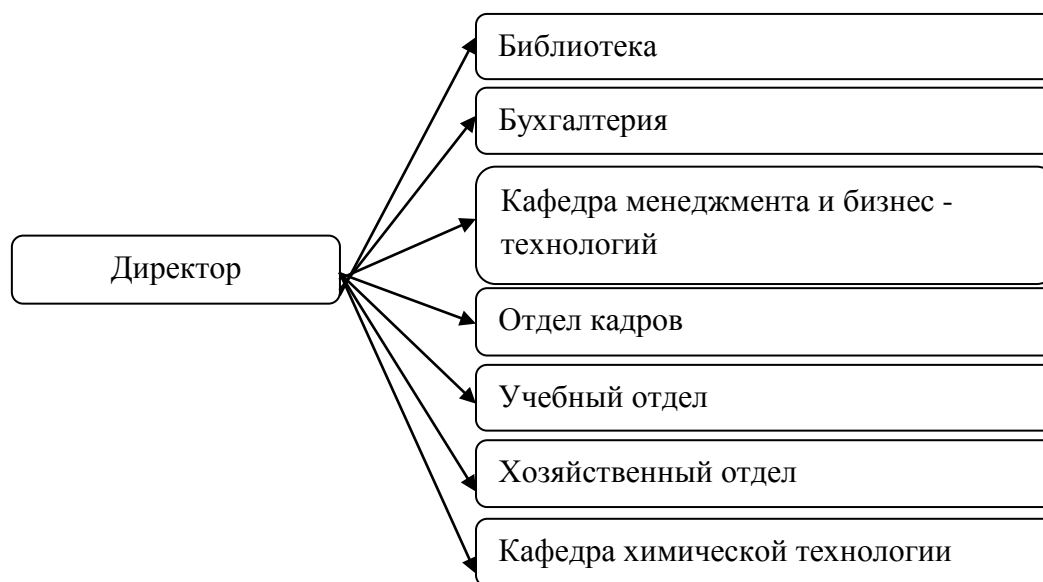 Библиотека
Бухгалтерия
Кафедра менеджмента и бизнес -
технологий
Директор
Отдел кадров
Учебный отдел
Хозяйственный отдел
Кафедра химической технологии